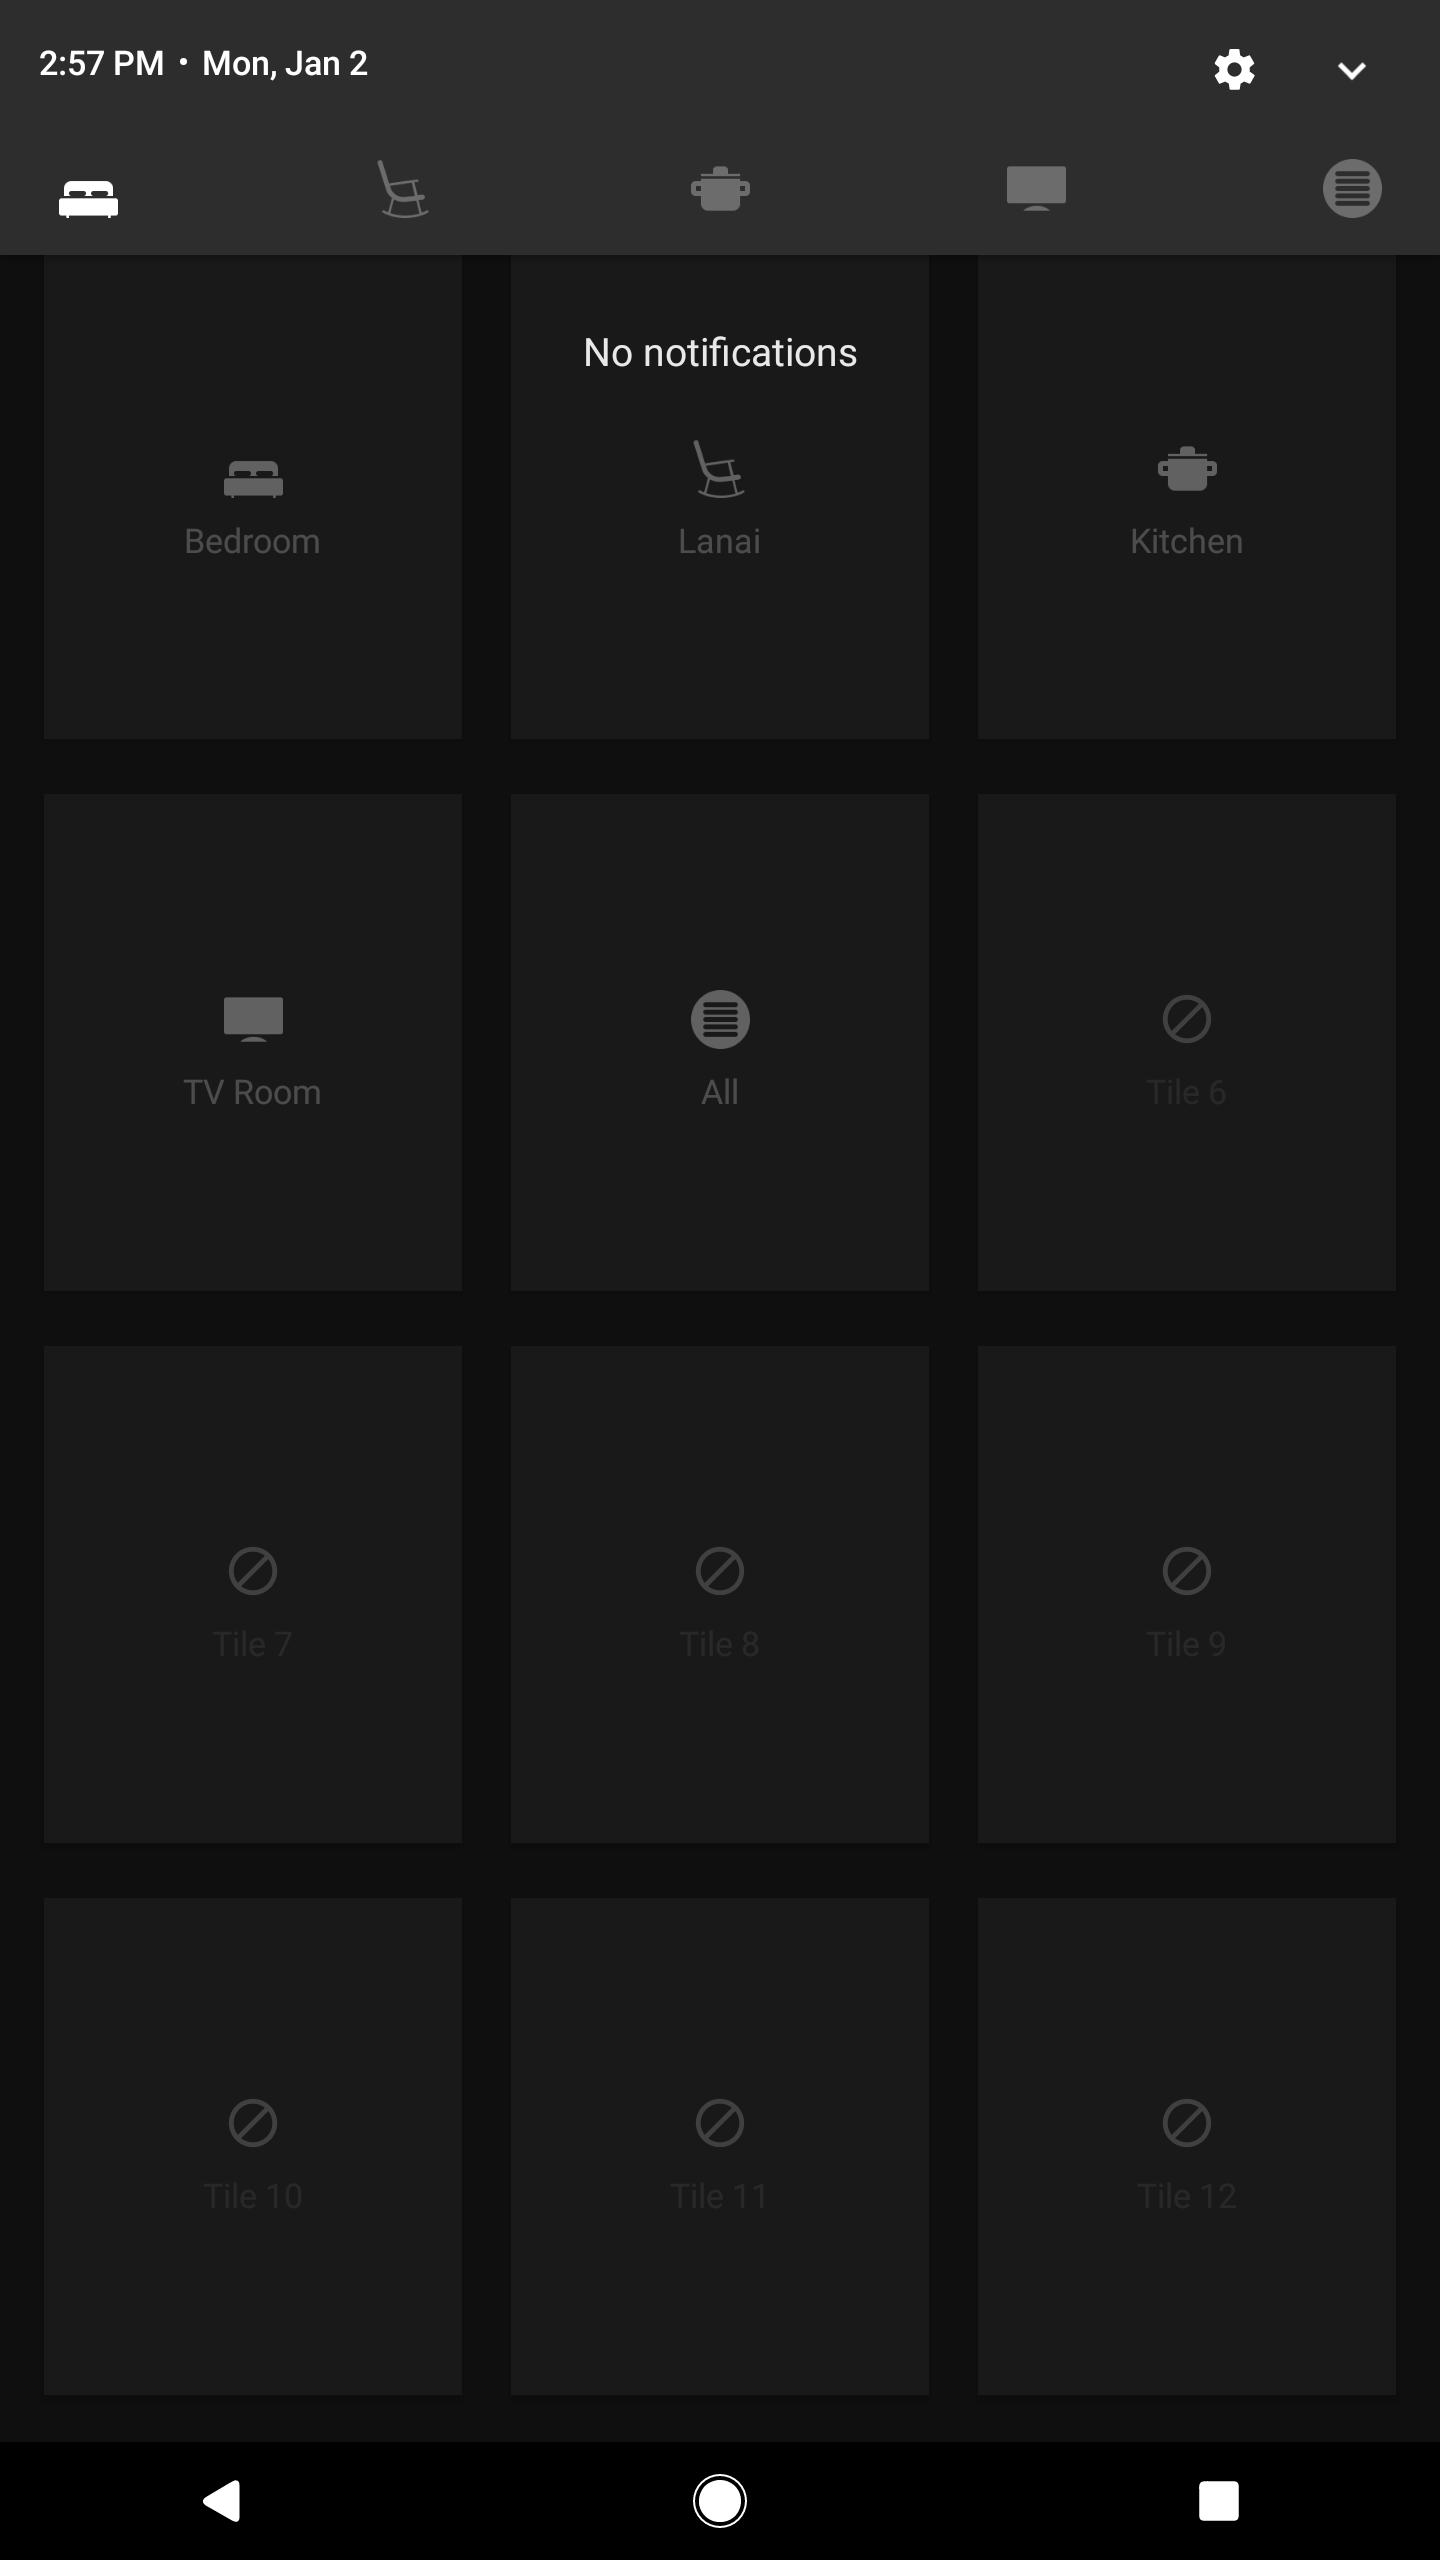 2:57 PM • Mon, Jan 2
No notifications
Bedroom
Lanai
Kitchen
TV Room
All
Tile 6
Tile 7
Tile 8
Tile 9
Tile 10
Tile 11
Tile 12